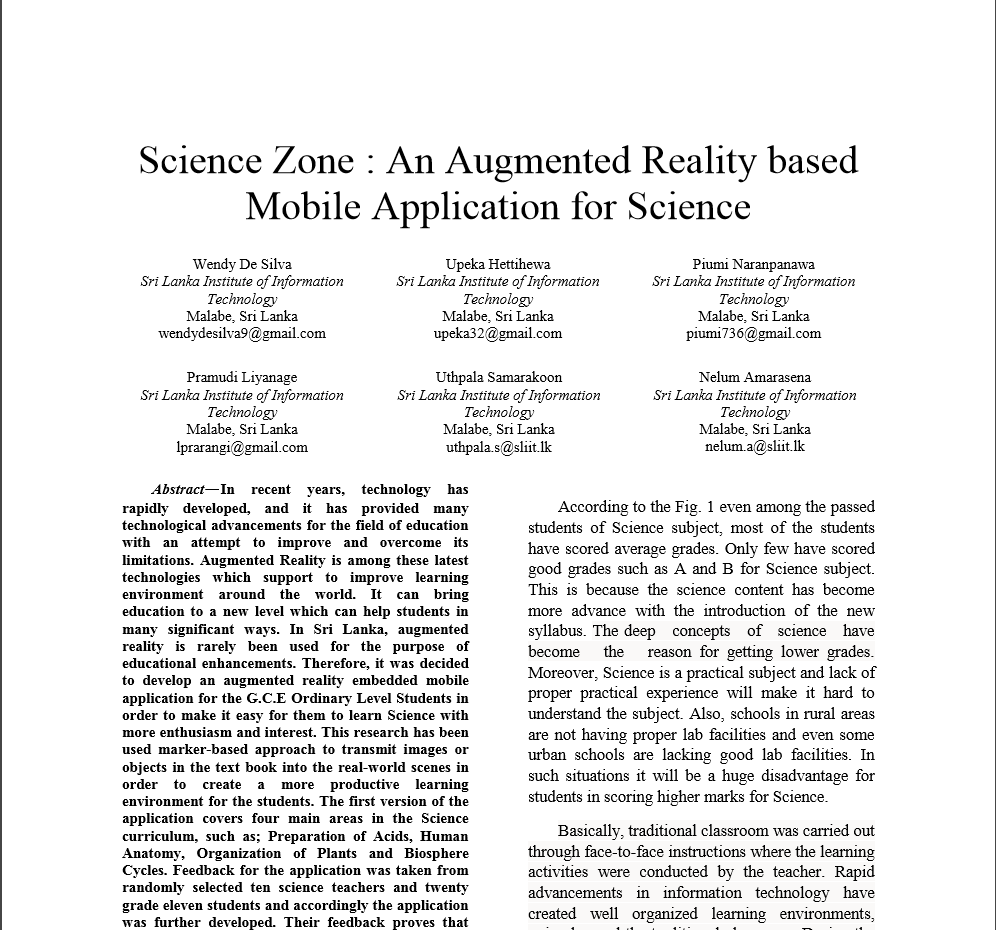 Science Zone : An Augmented Reality based
Mobile Application for Science
Wendy De Silva
Sri Lanka Institute of Information
Technology
Malabe, Sri Lanka
wendydesilva9@gmail.com
Upeka Hettihewa
Sri Lanka Institute of Information
Technology
Malabe, Sri Lanka
upeka32@gmail.com
Piumi Naranpanawa
Sri Lanka Institute of Information
Technology
Malabe, Sri Lanka
piumi736@gmail.com
Pramudi Liyanage
Sri Lanka Institute of Information
Technology
Malabe, Sri Lanka
lprarangi@gmail.com
Uthpala Samarakoon
Sri Lanka Institute of Information
Technology
Malabe, Sri Lanka
uthpala.s@sliit.lk
Nelum Amarasena
Sri Lanka Institute of Information
Technology
Malabe, Sri Lanka
nelum.a@sliit.lk
Abstract—In recent years, technology has
rapidly developed, and it has provided many
technological advancements for the field of education
with an attempt to improve and overcome its
limitations. Augmented Reality is among these latest
technologies which support to improve learning
environment around the world. It can bring
education to a new level which can help students in
many significant ways. In Sri Lanka, augmented
reality is rarely been used for the purpose of
educational enhancements. Therefore, it was decided
to develop an augmented reality embedded mobile
application for the G.C.E Ordinary Level Students in
order to make it easy for them to learn Science with
more enthusiasm and interest. This research has been
used marker-based approach to transmit images or
objects in the text book into the real-world scenes in
order to create a more productive learning
environment for the students. The first version of the
application covers four main areas in the Science
curriculum, such as; Preparation of Acids, Human
Anatomy, Organization of Plants and Biosphere
Cycles. Feedback for the application was taken from
randomly selected ten science teachers and twenty
grade eleven students and accordingly the application
was further developed. Their feedback proves that
According to the Fig. 1 even among the passed
students of Science subject, most of the students
have scored average grades. Only few have scored
good grades such as A and B for Science subject.
This is because the science content has become
more advance with the introduction of the new
syllabus. The deep concepts of science have
become the reason for getting lower grades.
Moreover, Science is a practical subject and lack of
proper practical experience will make it hard to
understand the subject. Also, schools in rural areas
are not having proper lab facilities and even some
urban schools are lacking good lab facilities. In
such situations it will be a huge disadvantage for
students in scoring higher marks for Science.
Basically, traditional classroom was carried out
through face-to-face instructions where the learning
activities were conducted by the teacher. Rapid
advancements in information technology have
created well organized learning environments,